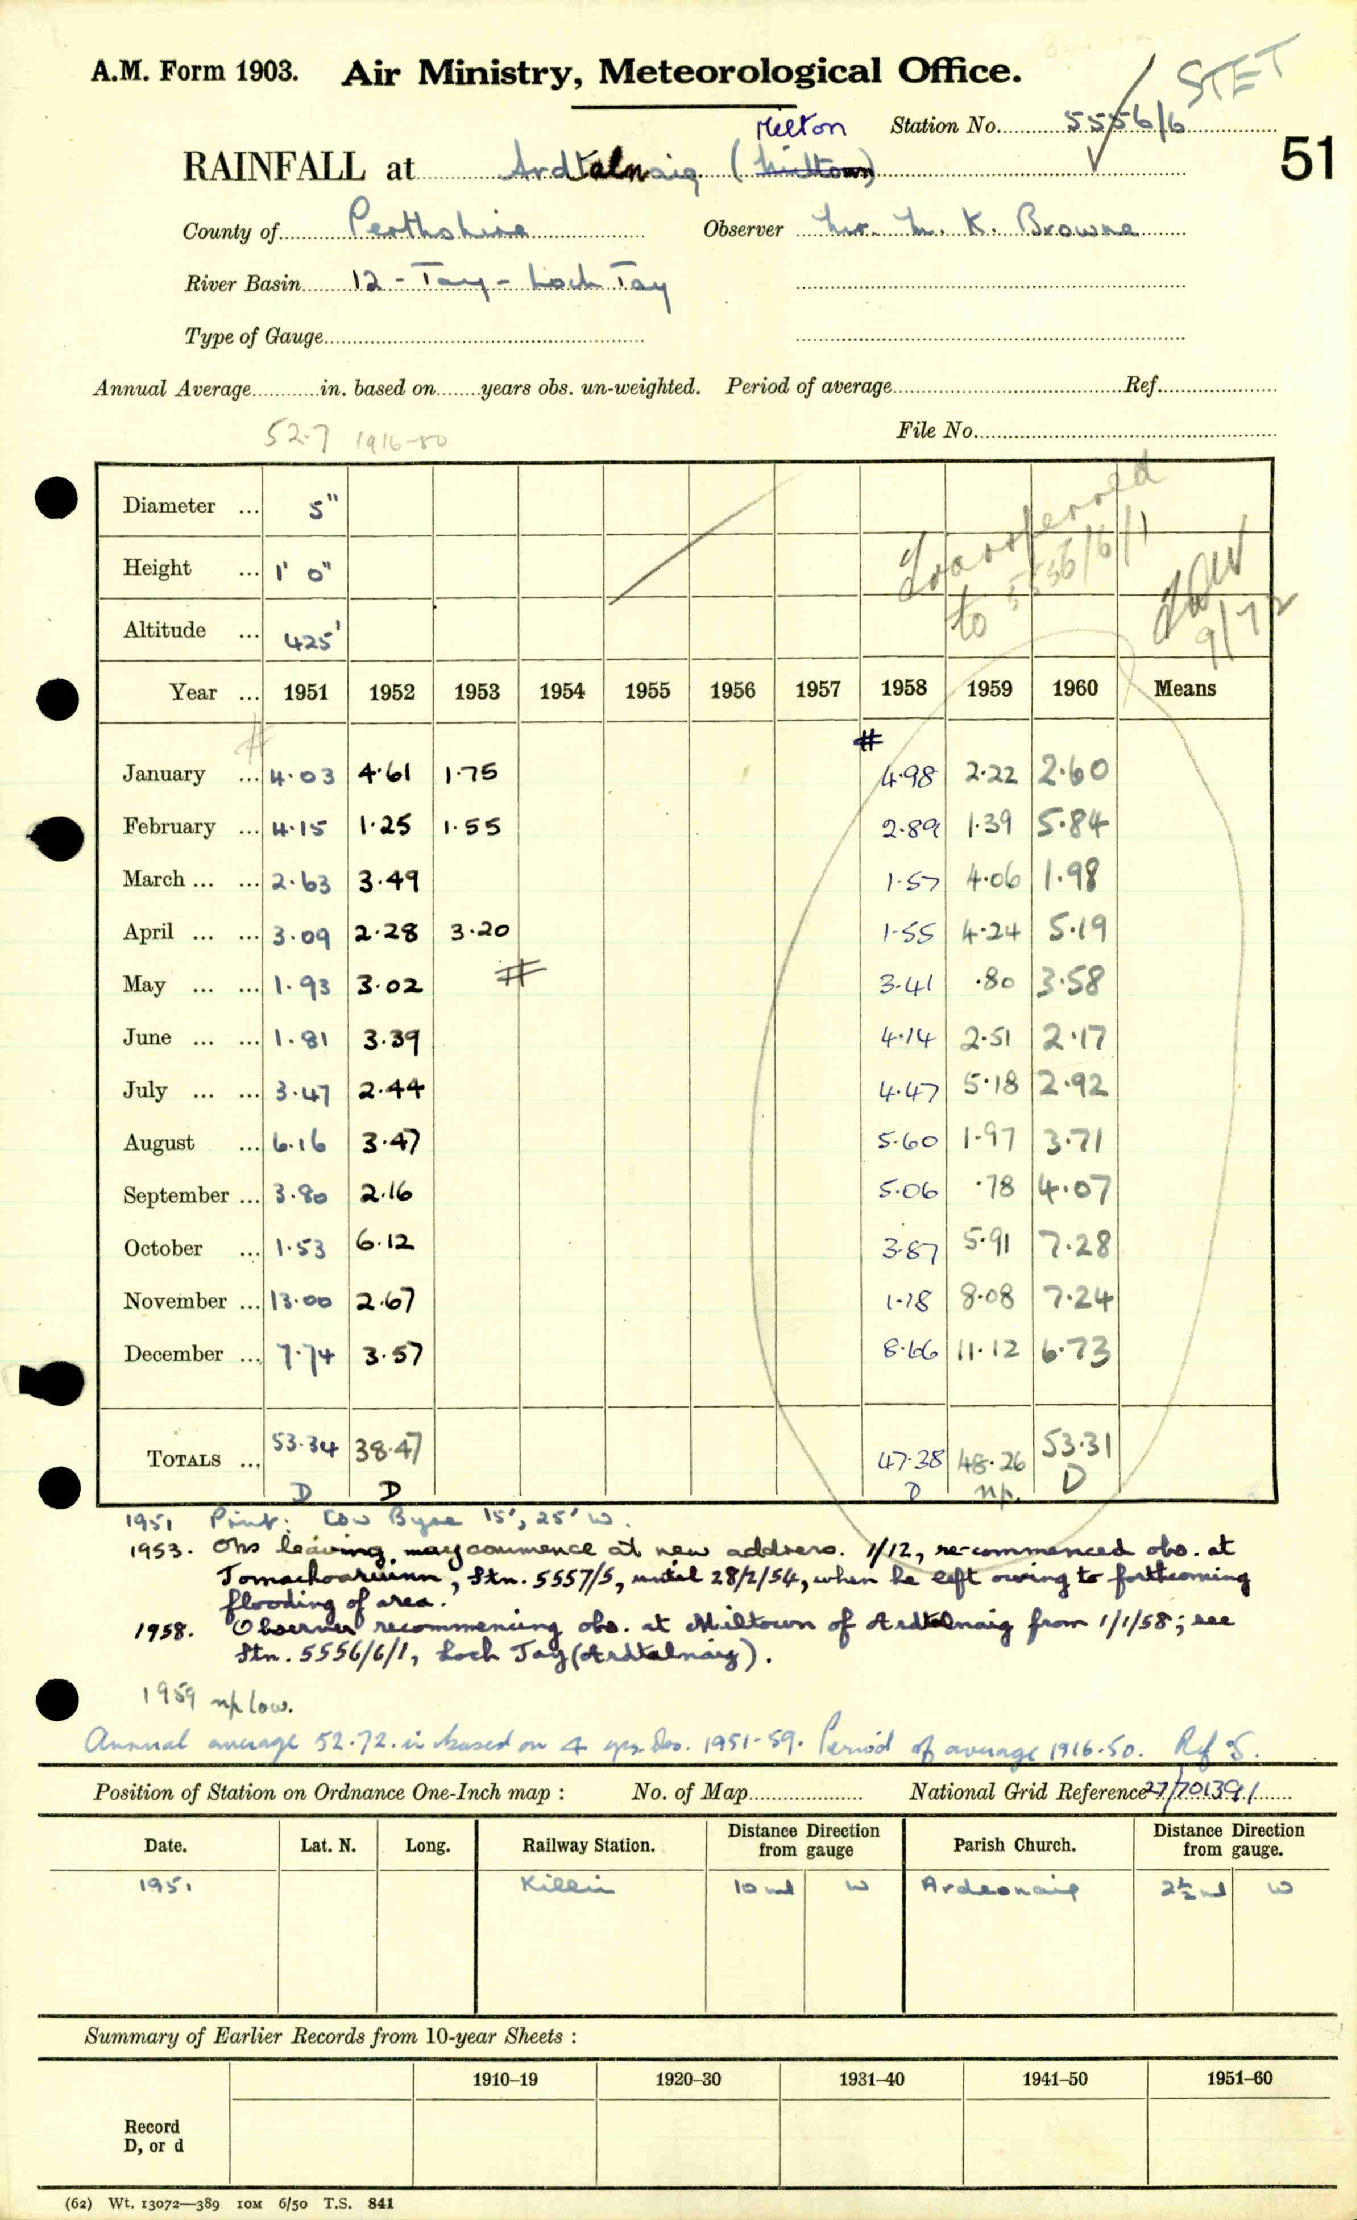 A.M. Form 1903. Air Ministry, Meteorological Office.
STET
Station No. 5556/6
51
Milton
RAINFALL at Ardtalnaig (Milltown)
County of Perthshire Observer Mr. M. K. Browne
River Basin 12 - Tay - Loch Tay
Type of Gauge
Annual Average in. based on years obs. un-weighted. Period of average Ref.
52.7 1916-50
File No.
Transferred to 5556/6/1
9/72
Diameter ... 5"
Height ... 1' 0"
Altitude ... 425'
Year ... 1951 1952 1953 1954 1955 1956 1957 1958 1959 1960 Means
# #
January ... 4.03 4.61 1.75 4.98 2.22 2.60
February ... 4.15 1.25 1.55 2.89 1.39 5.84
March ... ... 2.63 3.49 1.57 4.06 1.98
April ... ... 3.09 2.28 3.20 1.55 4.24 5.19
May ... ... 1.93 3.02 # 3.41 .80 3.58
June ... ... 1.81 3.39 4.14 2.51 2.17
July ... ... 3.47 2.44 4.47 5.18 2.92
August ... 6.16 3.47 5.60 1.97 3.71
September ... 3.80 2.16 5.06 .78 4.07
October ... 1.53 6.12 3.87 5.91 7.28
November ... 13.00 2.67 1.18 8.08 7.24
December ... 7.74 3.57 8.66 11.12 6.73
TOTALS ... 53.34 38.47 47.38 48.26 53.31
D D D np. D
1951 Print: Cow Byre 15', 25' W.
1953. Obs leaving, may commence at new address. 1/12, re-commenced obs. at
Tomachoaruinn, Stn. 5557/5, until 28/2/54, when he left owing to forthcoming
flooding of area.
1958. Observer recommencing obs. at Miltown of Ardtalnaig from 1/1/58; see
Stn. 5556/6/1, Loch Tay (Ardtalnaig).
1959 np low.
Annual average 52.72 in based on 4 yrs. Obs. 1951-59. Period of average 1916-50. Ref S.
Position of Station on Ordnance One-Inch map : No. of Map National Grid Reference 27/701391
Date. Lat. N. Long. Railway Station. Distance Direction from gauge Parish Church. Distance Direction from gauge.
1951 Killin 10 ml W Ardeonaig 2½ ml W
Summary of Earlier Records from 10-year Sheets :
1910–19 1920–30 1931–40 1941–50 1951–60
Record
D, or d
(62) Wt. 13072—389 10M 6/50 T.S. 841